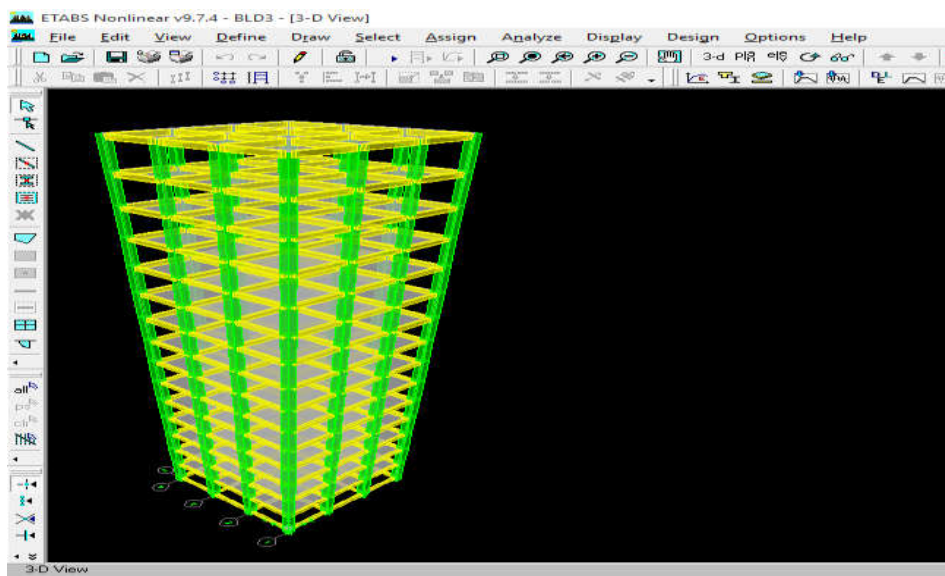 ETABS Nonlinear v9.7.4 - BLD3 - [3-D View]
File Edit View Define Draw Select Assign Analyze Display Design Options Help
3-d
all
3-D View